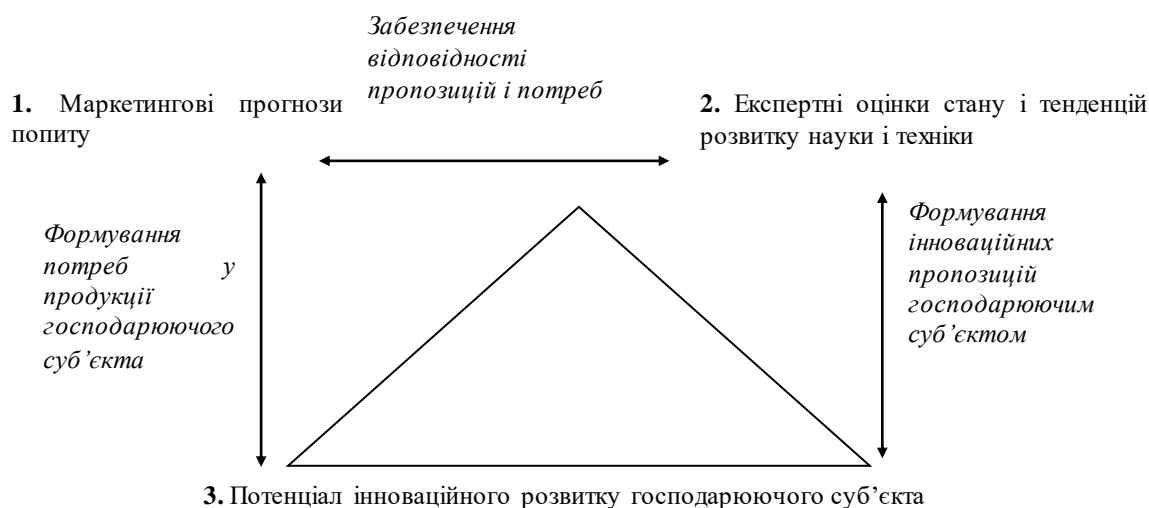 Забезпечення
відповідності
пропозицій і потреб
1. Маркетингові прогнози
попиту
2. Експертні оцінки стану і тенденцій
розвитку науки і техніки
Формування
потреб у
продукції
господарюючого
суб’єкта
Формування
інноваційних
пропозицій
господарюючим
суб’єктом
3. Потенціал інноваційного розвитку господарюючого суб’єкта